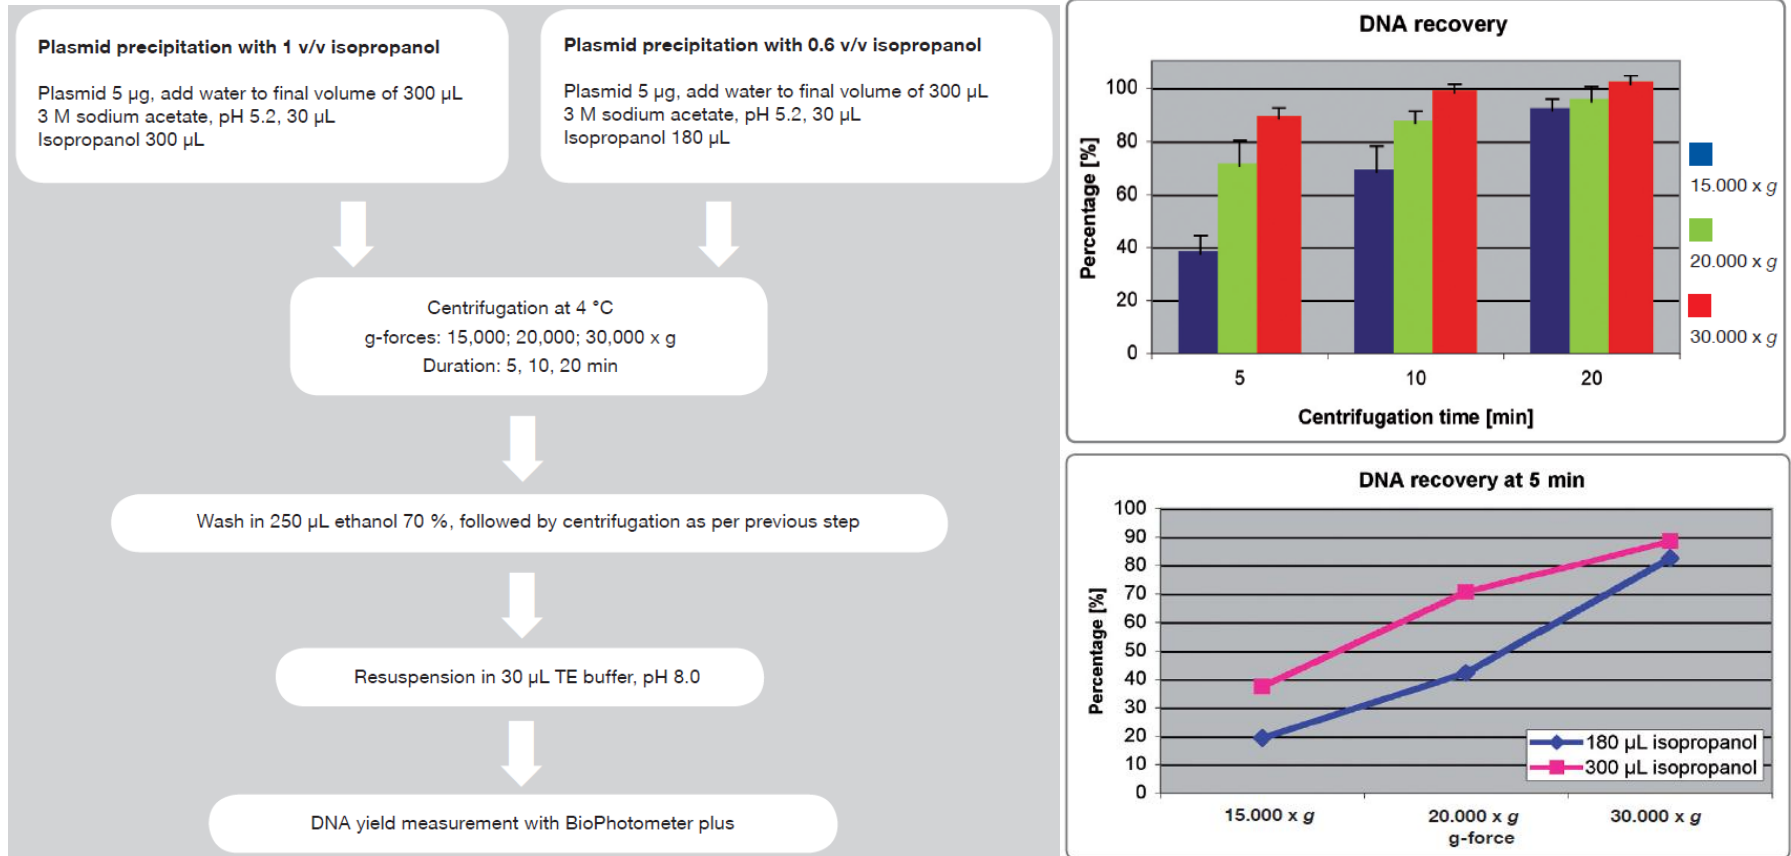 Plasmid precipitation with 1 v/v isopropanol
Plasmid 5 µg, add water to final volume of 300 µL
3 M sodium acetate, pH 5.2, 30 µL
Isopropanol 300 µL
Plasmid precipitation with 0.6 v/v isopropanol
Plasmid 5 µg, add water to final volume of 300 µL
3 M sodium acetate, pH 5.2, 30 µL
Isopropanol 180 µL
Centrifugation at 4 °C
g-forces: 15,000; 20,000; 30,000 x g
Duration: 5, 10, 20 min
Wash in 250 µL ethanol 70 %, followed by centrifugation as per previous step
Resuspension in 30 µL TE buffer, pH 8.0
DNA yield measurement with BioPhotometer plus
DNA recovery
Percentage [%]
100
80
60
40
20
0
5
10
20
Centrifugation time [min]
15.000 x g
20.000 x g
30.000 x g
DNA recovery at 5 min
Percentage [%]
100
90
80
70
60
50
40
30
20
10
0
180 µL isopropanol
300 µL isopropanol
15.000 x g
20.000 x g
30.000 x g
g-force